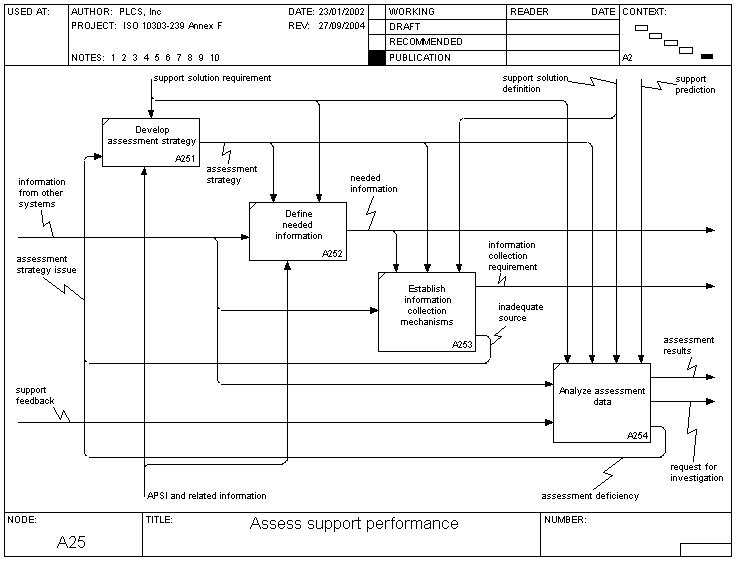 USED AT:
AUTHOR: PLCS, Inc
DATE: 23/01/2002
PROJECT: ISO 10303-239 Annex F
REV: 27/09/2004
NOTES: 1 2 3 4 5 6 7 8 9 10
WORKING
DRAFT
RECOMMENDED
PUBLICATION
READER
DATE
CONTEXT:
A2
support solution requirement
support solution
definition
support
prediction
Develop
assessment strategy
A251
assessment
strategy
information
from other
systems
needed
information
Define
needed
information
A252
assessment
strategy issue
information
collection
requirement
Establish
information
collection
mechanisms
A253
inadequate
source
assessment
results
support
feedback
Analyze assessment
data
A254
request for
investigation
APSI and related information
assessment deficiency
NODE:
A25
TITLE:
Assess support performance
NUMBER: